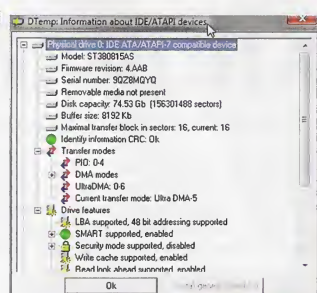 DTemp: Information about IDE/ATAPI devices
Physical drive 0: IDE ATA/ATAPI-7 compatible device
Model: ST380815AS
Firmware revision: 4.AAB
Serial number: 9QZ8MQYQ
Removable media not present
Disk capacity: 74.53 Gb (156301488 sectors)
Buffer size: 8192 Kb
Maximal transfer block in sectors: 16, current: 16
Identify information CRC: Ok
Transfer modes
PIO: 0-4
DMA modes
UltraDMA: 0-6
Current transfer mode: Ultra DMA-5
Drive features
LBA supported, 48 bit addressing supported
SMART supported, enabled
Security mode supported, disabled
Write cache supported, enabled
Read look ahead supported, enabled
Ok